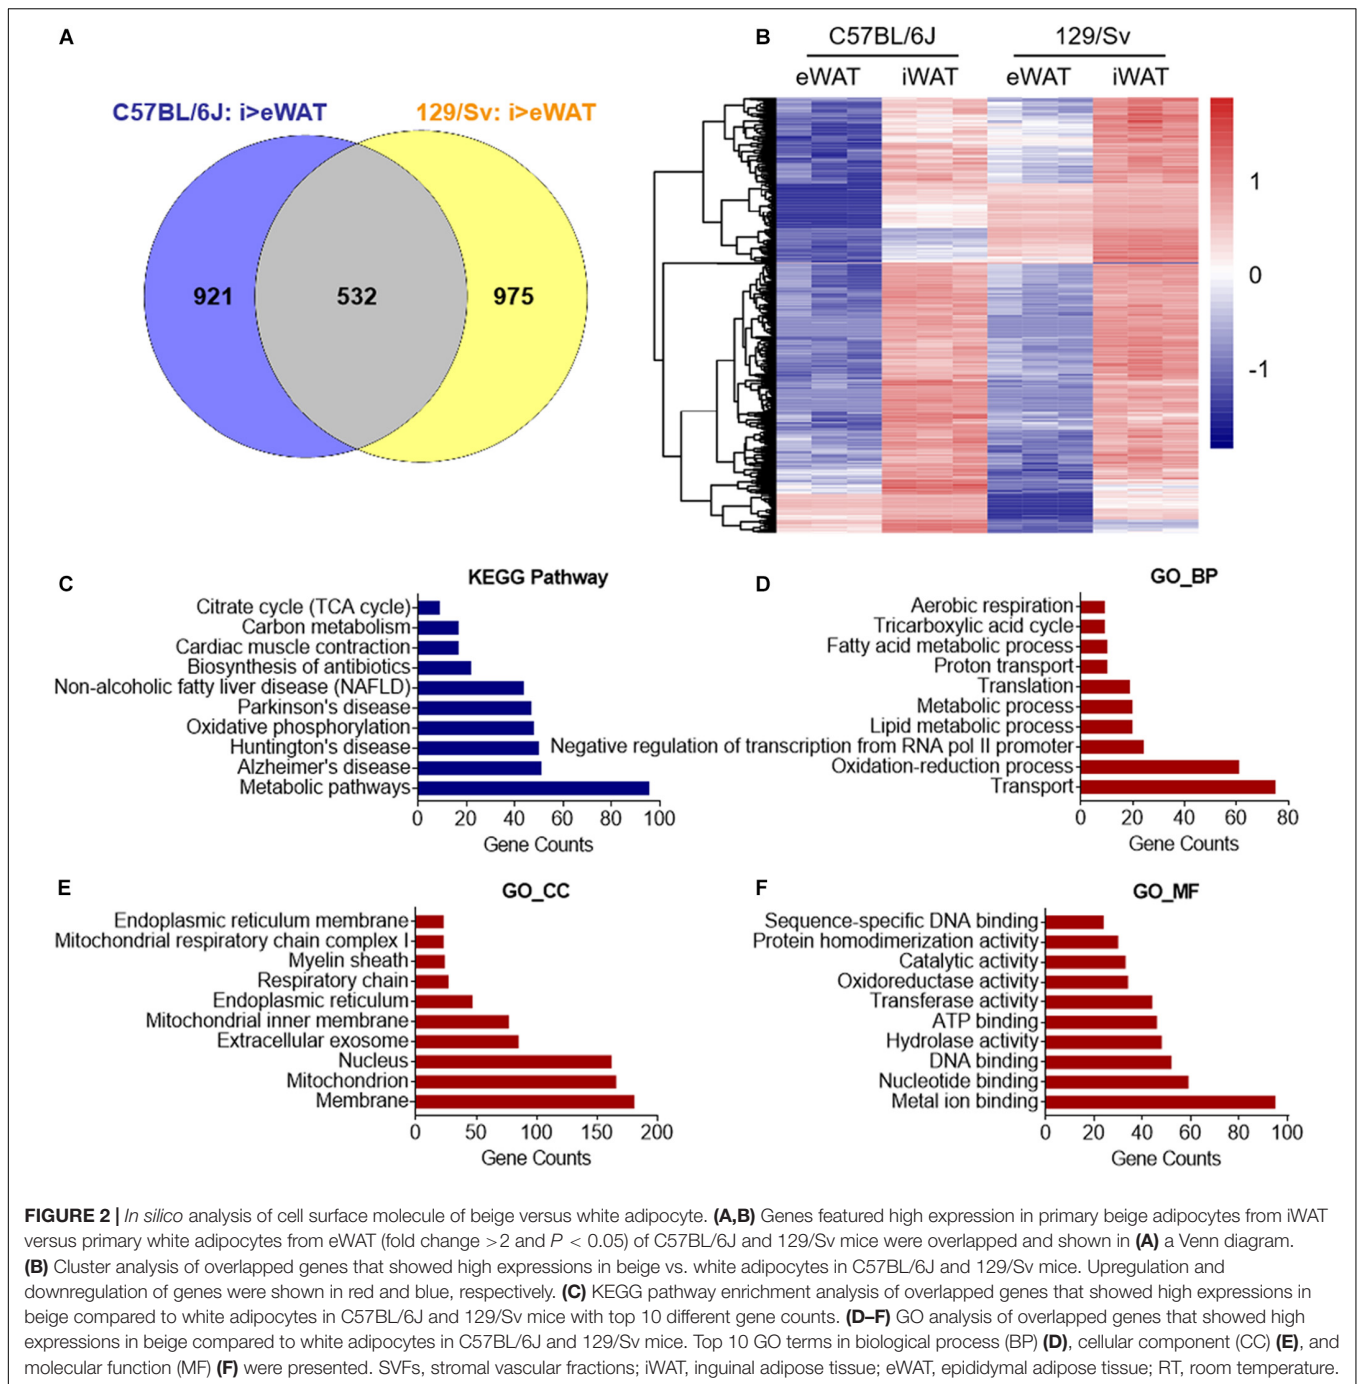 A
C57BL/6J: i>eWAT
129/Sv: i>eWAT
921
532
975
B
C57BL/6J
129/Sv
eWAT
iWAT
eWAT
iWAT
1
0
-1
C
KEGG Pathway
Citrate cycle (TCA cycle)
Carbon metabolism
Cardiac muscle contraction
Biosynthesis of antibiotics
Non-alcoholic fatty liver disease (NAFLD)
Parkinson's disease
Oxidative phosphorylation
Huntington's disease
Alzheimer's disease
Metabolic pathways
0 20 40 60 80 100
Gene Counts
D
GO_BP
Aerobic respiration
Tricarboxylic acid cycle
Fatty acid metabolic process
Proton transport
Translation
Metabolic process
Lipid metabolic process
Negative regulation of transcription from RNA pol II promoter
Oxidation-reduction process
Transport
0 20 40 60 80
Gene Counts
E
GO_CC
Endoplasmic reticulum membrane
Mitochondrial respiratory chain complex I
Myelin sheath
Respiratory chain
Endoplasmic reticulum
Mitochondrial inner membrane
Extracellular exosome
Nucleus
Mitochondrion
Membrane
0 50 100 150 200
Gene Counts
F
GO_MF
Sequence-specific DNA binding
Protein homodimerization activity
Catalytic activity
Oxidoreductase activity
Transferase activity
ATP binding
Hydrolase activity
DNA binding
Nucleotide binding
Metal ion binding
0 20 40 60 80 100
Gene Counts
FIGURE 2 | In silico analysis of cell surface molecule of beige versus white adipocyte. (A,B) Genes featured high expression in primary beige adipocytes from iWAT
versus primary white adipocytes from eWAT (fold change >2 and P < 0.05) of C57BL/6J and 129/Sv mice were overlapped and shown in (A) a Venn diagram.
(B) Cluster analysis of overlapped genes that showed high expressions in beige vs. white adipocytes in C57BL/6J and 129/Sv mice. Upregulation and
downregulation of genes were shown in red and blue, respectively. (C) KEGG pathway enrichment analysis of overlapped genes that showed high expressions in
beige compared to white adipocytes in C57BL/6J and 129/Sv mice with top 10 different gene counts. (D–F) GO analysis of overlapped genes that showed high
expressions in beige compared to white adipocytes in C57BL/6J and 129/Sv mice. Top 10 GO terms in biological process (BP) (D), cellular component (CC) (E), and
molecular function (MF) (F) were presented. SVFs, stromal vascular fractions; iWAT, inguinal adipose tissue; eWAT, epididymal adipose tissue; RT, room temperature.